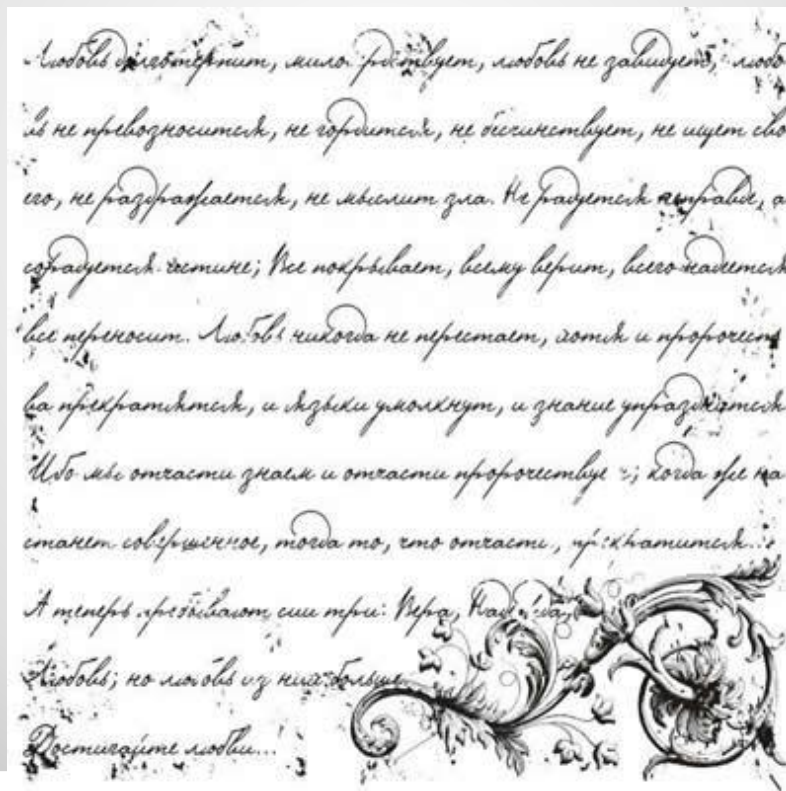 Любовь долготерпит, милосердствует, любовь не завидует, любо
вь не превозносится, не гордится, не бесчинствует, не ищет сво
его, не раздражается, не мыслит зла. Не радуется неправде, а
сорадуется истине; Все покрывает, всему верит, всего надеется
все переносит. Любовь никогда не перестает, хотя и пророчест
ва прекратятся, и языки умолкнут, и знание упразднится
Ибо мы отчасти знаем и отчасти пророчествуем; когда же на
станет совершенное, тогда то, что отчасти, прекратится...
А теперь пребывают сии три: Вера, Надежда,
Любовь; но любовь из них больше
Достигайте любви...